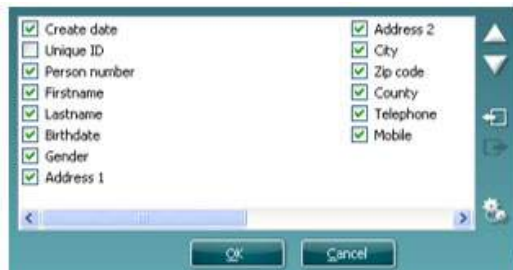 Create date
Unique ID
Person number
Firstname
Lastname
Birthdate
Gender
Address 1
Address 2
City
Zip code
County
Telephone
Mobile
OK
Cancel